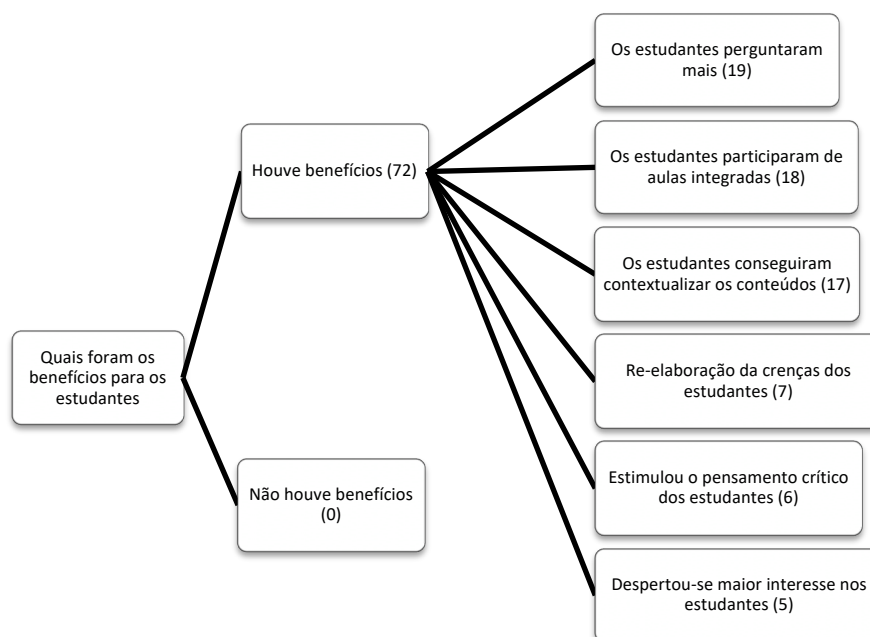 Quais foram os
benefícios para os
estudantes
Houve benefícios (72)
Não houve benefícios
(0)
Os estudantes perguntaram
mais (19)
Os estudantes participaram de
aulas integradas (18)
Os estudantes conseguiram
contextualizar os conteúdos (17)
Re-elaboração da crenças dos
estudantes (7)
Estimulou o pensamento crítico
dos estudantes (6)
Despertou-se maior interesse nos
estudantes (5)